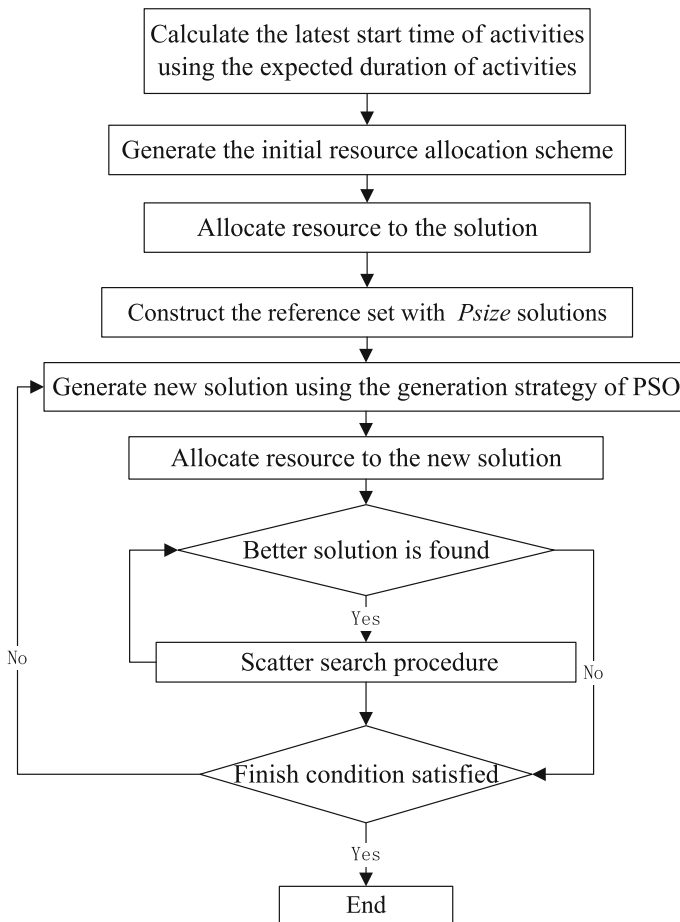 Calculate the latest start time of activities
using the expected duration of activities
Generate the initial resource allocation scheme
Allocate resource to the solution
Construct the reference set with Psize solutions
Generate new solution using the generation strategy of PSO
Allocate resource to the new solution
Better solution is found
Yes
Scatter search procedure
No
No
Finish condition satisfied
Yes
End